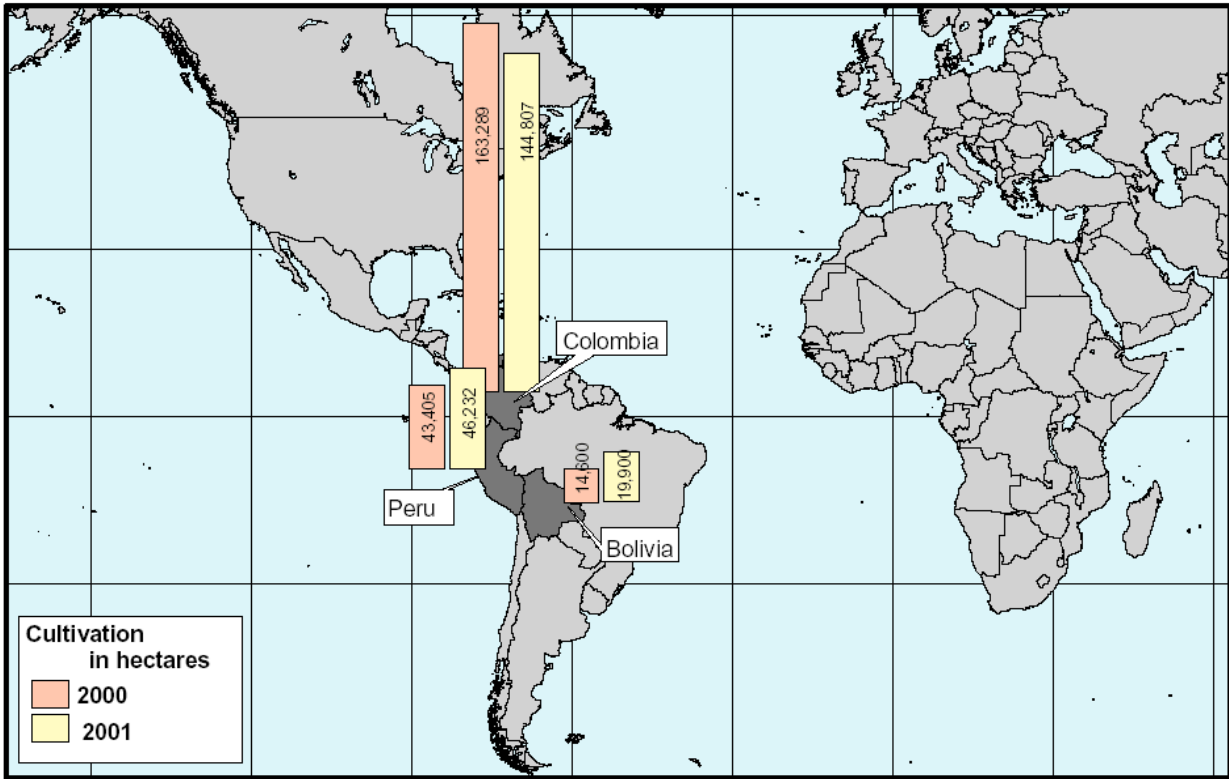 163,289
144,807
Colombia
43,405
46,232
14,600
19,900
Peru
Bolivia
Cultivation
in hectares
2000
2001